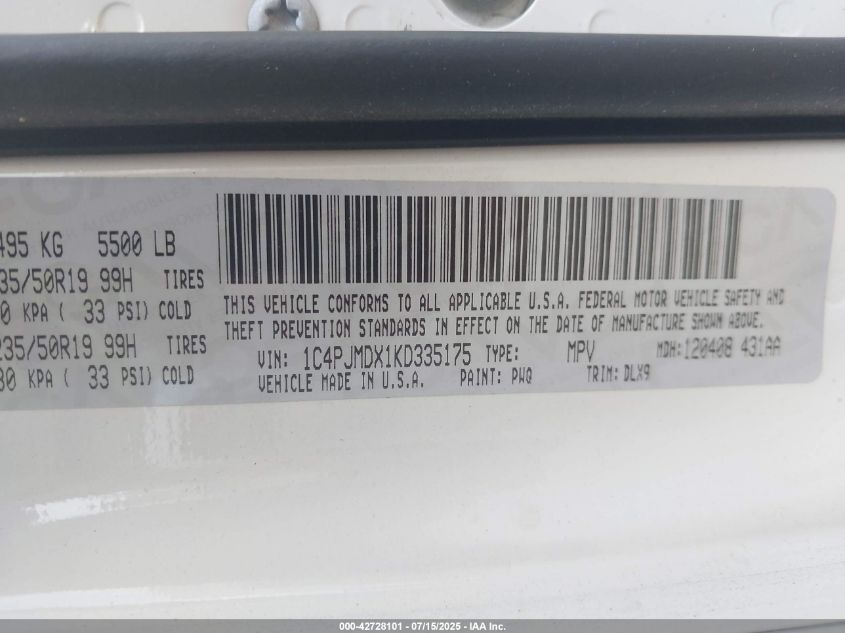 495 KG 5500 LB
35/50R19 99H TIRES
0 KPA ( 33 PSI) COLD
235/50R19 99H TIRES
30 KPA ( 33 PSI) COLD
THIS VEHICLE CONFORMS TO ALL APPLICABLE U.S.A. FEDERAL MOTOR VEHICLE SAFETY AND
THEFT PREVENTION STANDARDS IN EFFECT ON THE DATE OF MANUFACTURE SHOWN ABOVE.
VIN: 1C4PJMDX1KD335175 TYPE: MPV MDH: 120408 431AA
VEHICLE MADE IN U.S.A. PAINT: PWQ TRIM: DLX9
000-42728101 - 07/15/2025 - IAA Inc.